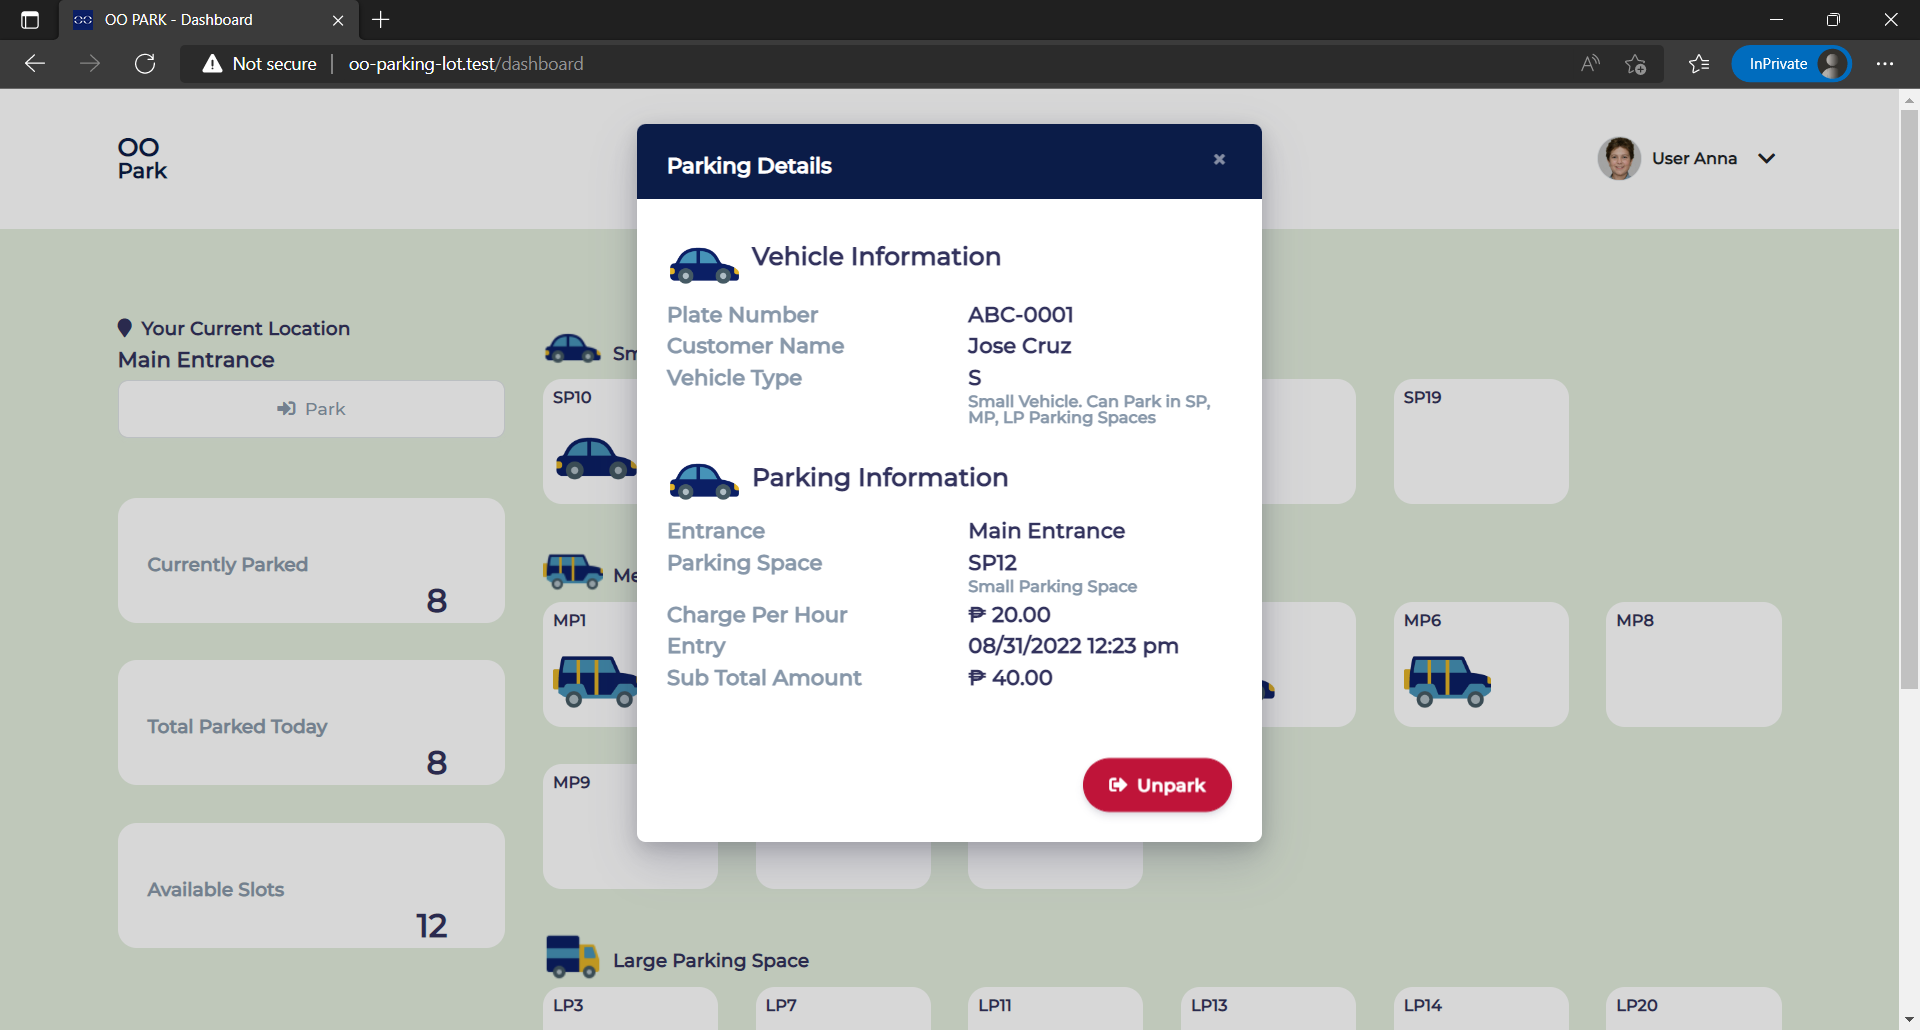 OO PARK - Dashboard
Not secure
oo-parking-lot.test/dashboard
InPrivate
OO
Park
User Anna
Your Current Location
Main Entrance
Park
Currently Parked
8
Total Parked Today
8
Available Slots
12
Sm
SP10
SP19
Me
MP1
MP6
MP8
MP9
Large Parking Space
LP3
LP7
LP11
LP13
LP14
LP20
Parking Details
Vehicle Information
Plate Number ABC-0001
Customer Name Jose Cruz
Vehicle Type S
Small Vehicle. Can Park in SP,
MP, LP Parking Spaces
Parking Information
Entrance Main Entrance
Parking Space SP12
Small Parking Space
Charge Per Hour ₱ 20.00
Entry 08/31/2022 12:23 pm
Sub Total Amount ₱ 40.00
Unpark